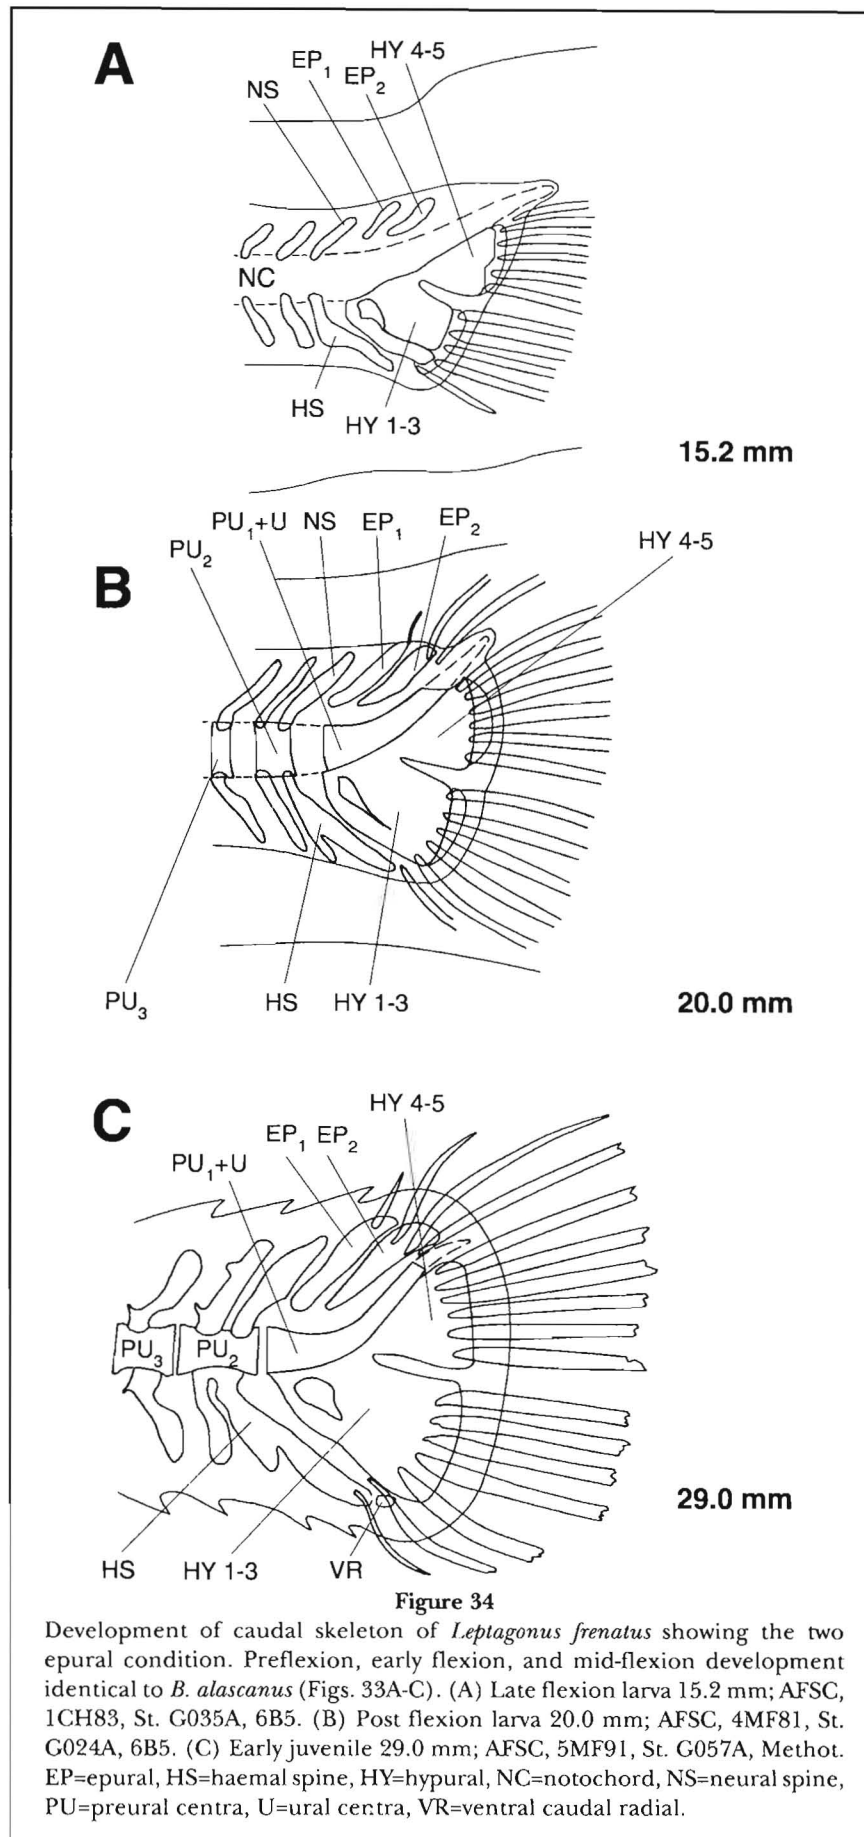 A
HY 4-5
EP1
EP2
NS
NC
HS
HY 1-3
15.2 mm
PU1+U NS EP1 EP2
HY 4-5
PU2
B
PU3
HS
HY 1-3
20.0 mm
C
HY 4-5
EP1 EP2
PU1+U
PU3
PU2
29.0 mm
HS
HY 1-3
VR
Figure 34
Development of caudal skeleton of Leptagonus frenatus showing the two
epural condition. Preflexion, early flexion, and mid-flexion development
identical to B. alascanus (Figs. 33A-C). (A) Late flexion larva 15.2 mm; AFSC,
1CH83, St. G035A, 6B5. (B) Post flexion larva 20.0 mm; AFSC, 4MF81, St.
G024A, 6B5. (C) Early juvenile 29.0 mm; AFSC, 5MF91, St. G057A, Methot.
EP=epural, HS=haemal spine, HY=hypural, NC=notochord, NS=neural spine,
PU=preural centra, U=ural centra, VR=ventral caudal radial.